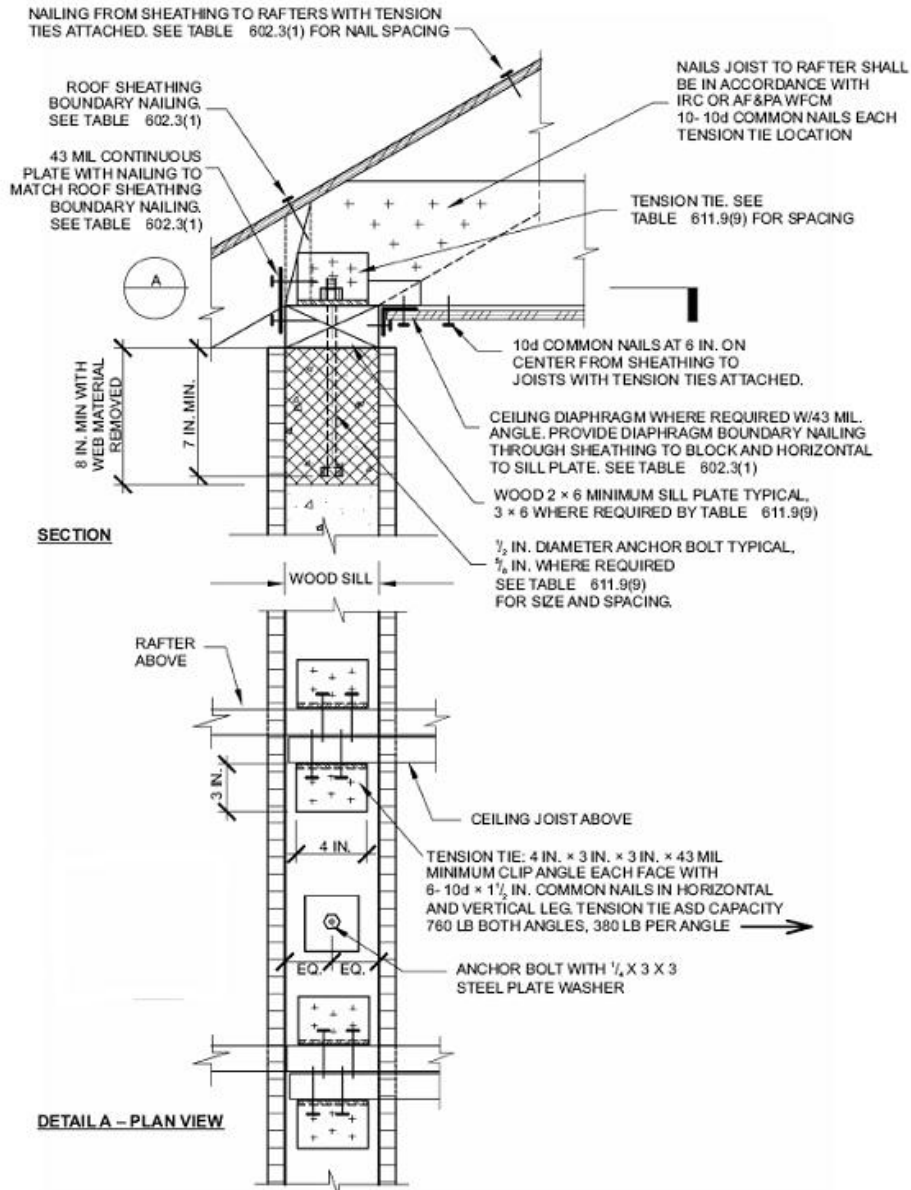 NAILING FROM SHEATHING TO RAFTERS WITH TENSION
TIES ATTACHED. SEE TABLE 602.3(1) FOR NAIL SPACING
ROOF SHEATHING
BOUNDARY NAILING.
SEE TABLE 602.3(1)
43 MIL CONTINUOUS
PLATE WITH NAILING TO
MATCH ROOF SHEATHING
BOUNDARY NAILING.
SEE TABLE 602.3(1)
NAILS JOIST TO RAFTER SHALL
BE IN ACCORDANCE WITH
IRC OR AF&PA WFCM
10- 10d COMMON NAILS EACH
TENSION TIE LOCATION
TENSION TIE. SEE
TABLE 611.9(9) FOR SPACING
A
8 IN. MIN WITH
WEB MATERIAL
REMOVED
7 IN. MIN.
10d COMMON NAILS AT 6 IN. ON
CENTER FROM SHEATHING TO
JOISTS WITH TENSION TIES ATTACHED.
CEILING DIAPHRAGM WHERE REQUIRED W/43 MIL.
ANGLE. PROVIDE DIAPHRAGM BOUNDARY NAILING
THROUGH SHEATHING TO BLOCK AND HORIZONTAL
TO SILL PLATE. SEE TABLE 602.3(1)
WOOD 2 × 6 MINIMUM SILL PLATE TYPICAL,
3 × 6 WHERE REQUIRED BY TABLE 611.9(9)
SECTION
1/2 IN. DIAMETER ANCHOR BOLT TYPICAL,
5/8 IN. WHERE REQUIRED
SEE TABLE 611.9(9)
FOR SIZE AND SPACING.
WOOD SILL
RAFTER
ABOVE
3 IN.
CEILING JOIST ABOVE
4 IN.
TENSION TIE: 4 IN. × 3 IN. × 3 IN. × 43 MIL
MINIMUM CLIP ANGLE EACH FACE WITH
6- 10d × 1 1/2 IN. COMMON NAILS IN HORIZONTAL
AND VERTICAL LEG. TENSION TIE ASD CAPACITY
760 LB BOTH ANGLES, 380 LB PER ANGLE
EQ. EQ.
ANCHOR BOLT WITH 1/4 X 3 X 3
STEEL PLATE WASHER
DETAIL A – PLAN VIEW